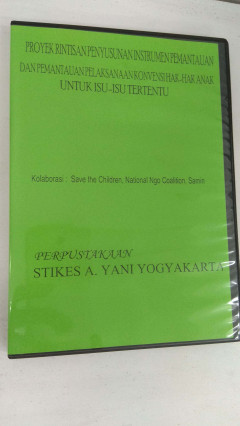 PROYEK RINTISAN PENYUSUNAN INSTRUMEN PEMANTAUAN
DAN PEMANTAUAN PELAKSANAAN KONVENSI HAK-HAK ANAK
UNTUK ISU-ISU TERTENTU
Kolaborasi : Save the Children, National Ngo Coalition, Samin
PERPUSTAKAAN
STIKES A. YANI YOGYAKARTA